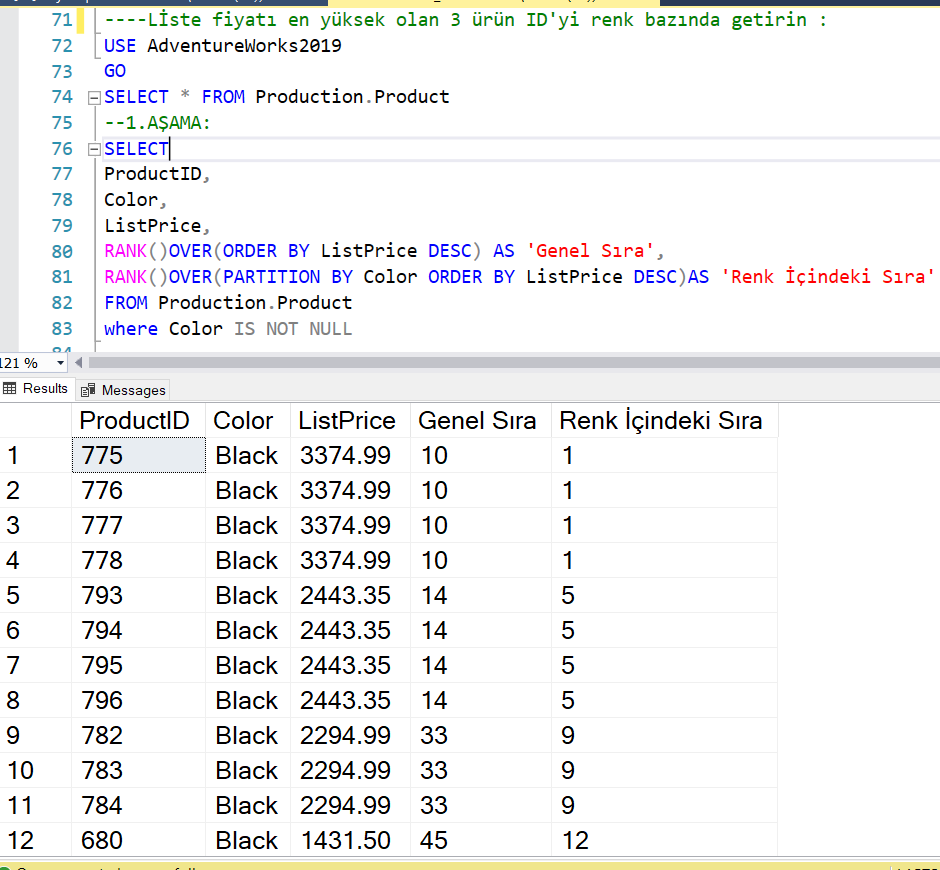 71 ----Lİste fiyatı en yüksek olan 3 ürün ID'yi renk bazında getirin :
72 USE AdventureWorks2019
73 GO
74 SELECT * FROM Production.Product
75 --1.AŞAMA:
76 SELECT
77 ProductID,
78 Color,
79 ListPrice,
80 RANK()OVER(ORDER BY ListPrice DESC) AS 'Genel Sıra',
81 RANK()OVER(PARTITION BY Color ORDER BY ListPrice DESC)AS 'Renk İçindeki Sıra'
82 FROM Production.Product
83 where Color IS NOT NULL
121 %
Results Messages
ProductID Color ListPrice Genel Sıra Renk İçindeki Sıra
1 775 Black 3374.99 10 1
2 776 Black 3374.99 10 1
3 777 Black 3374.99 10 1
4 778 Black 3374.99 10 1
5 793 Black 2443.35 14 5
6 794 Black 2443.35 14 5
7 795 Black 2443.35 14 5
8 796 Black 2443.35 14 5
9 782 Black 2294.99 33 9
10 783 Black 2294.99 33 9
11 784 Black 2294.99 33 9
12 680 Black 1431.50 45 12